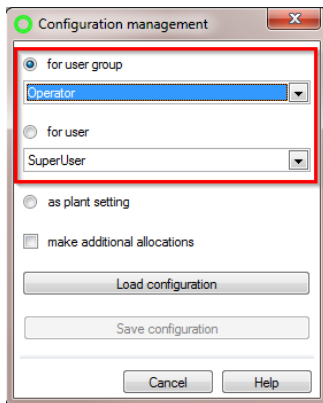 Configuration management
for user group
Operator
for user
SuperUser
as plant setting
make additional allocations
Load configuration
Save configuration
Cancel Help